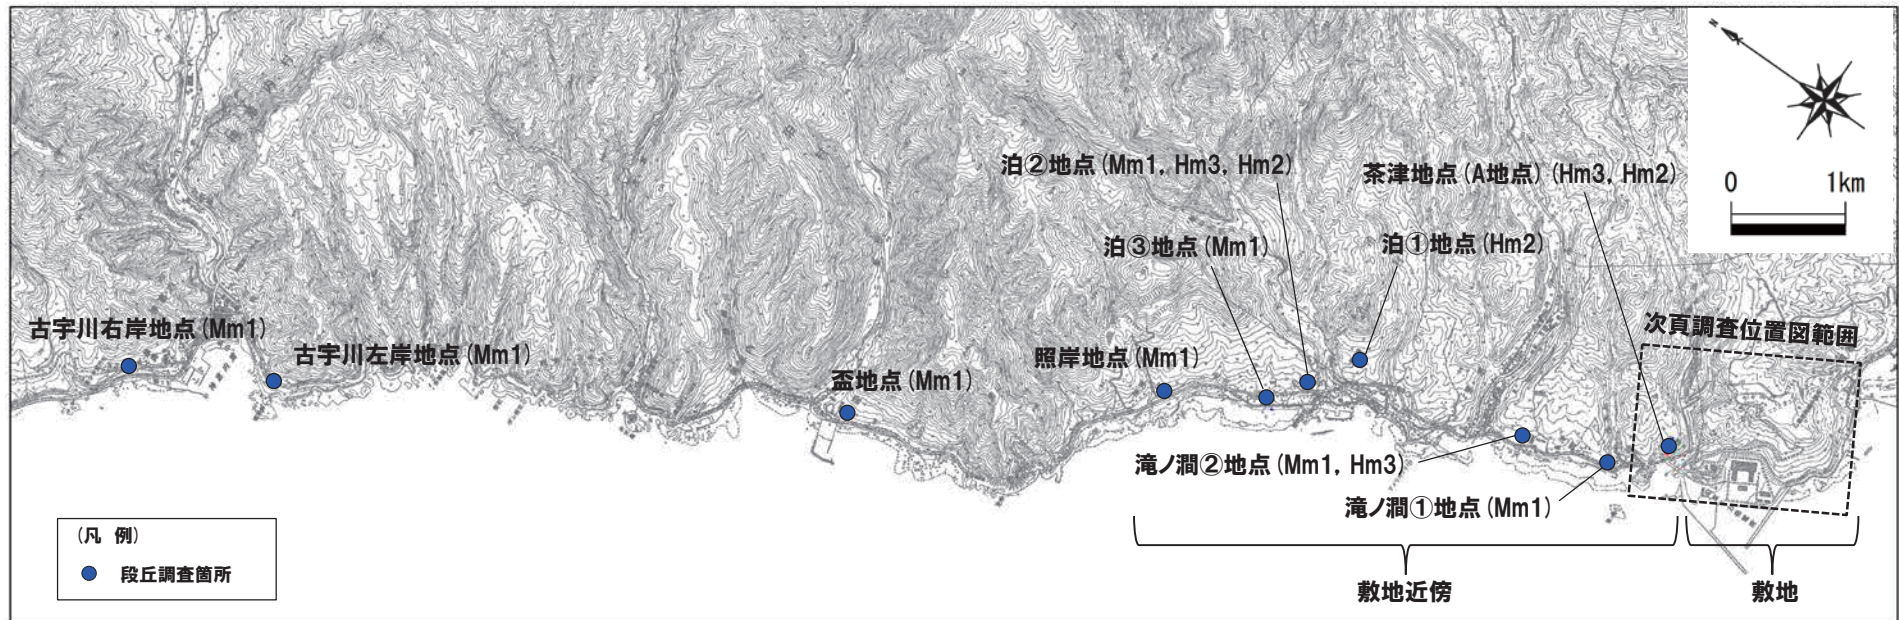 N
0 1km
泊②地点(Mm1, Hm3, Hm2)
茶津地点(A地点)(Hm3, Hm2)
泊③地点(Mm1)
泊①地点(Hm2)
古宇川右岸地点(Mm1)
古宇川左岸地点(Mm1)
盃地点(Mm1)
照岸地点(Mm1)
次頁調査位置図範囲
滝ノ澗②地点(Mm1, Hm3)
滝ノ澗①地点(Mm1)
(凡 例)
段丘調査箇所
敷地近傍
敷地